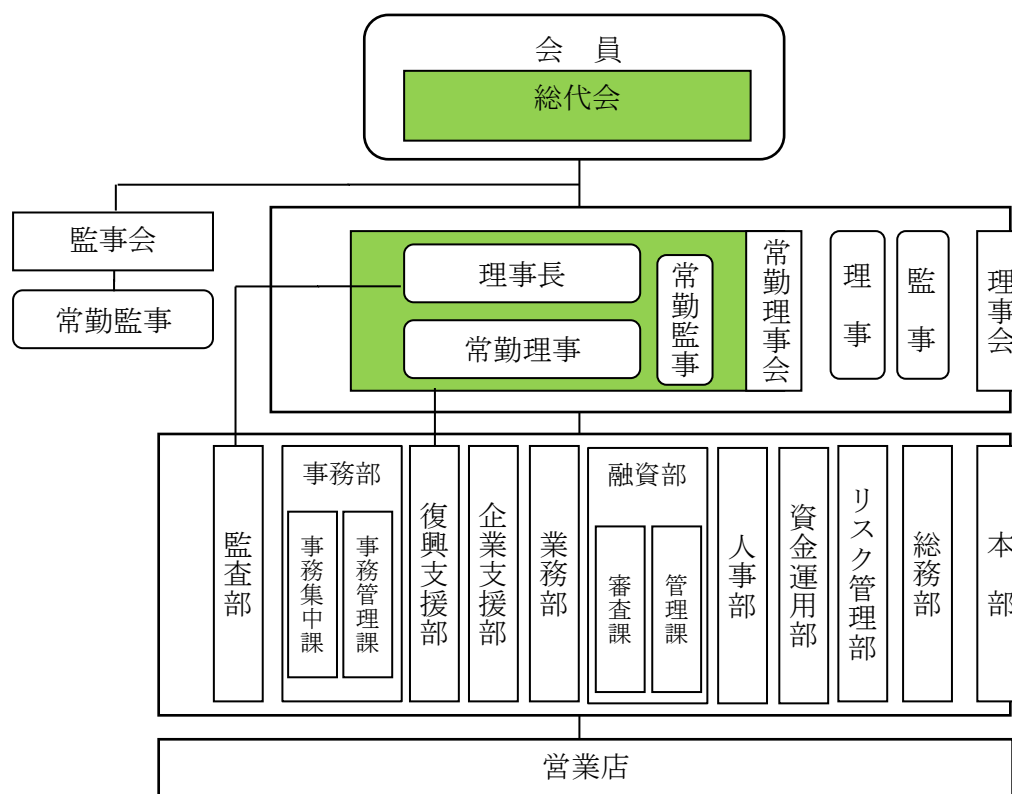 会 員
総代会
監事会
常勤監事
理事長
常勤理事
常勤監事
常勤理事会
理事
監事
理事会
監査部
事務部
事務集中課
事務管理課
復興支援部
企業支援部
業務部
融資部
審査課
管理課
人事部
資金運用部
リスク管理部
総務部
本部
営業店